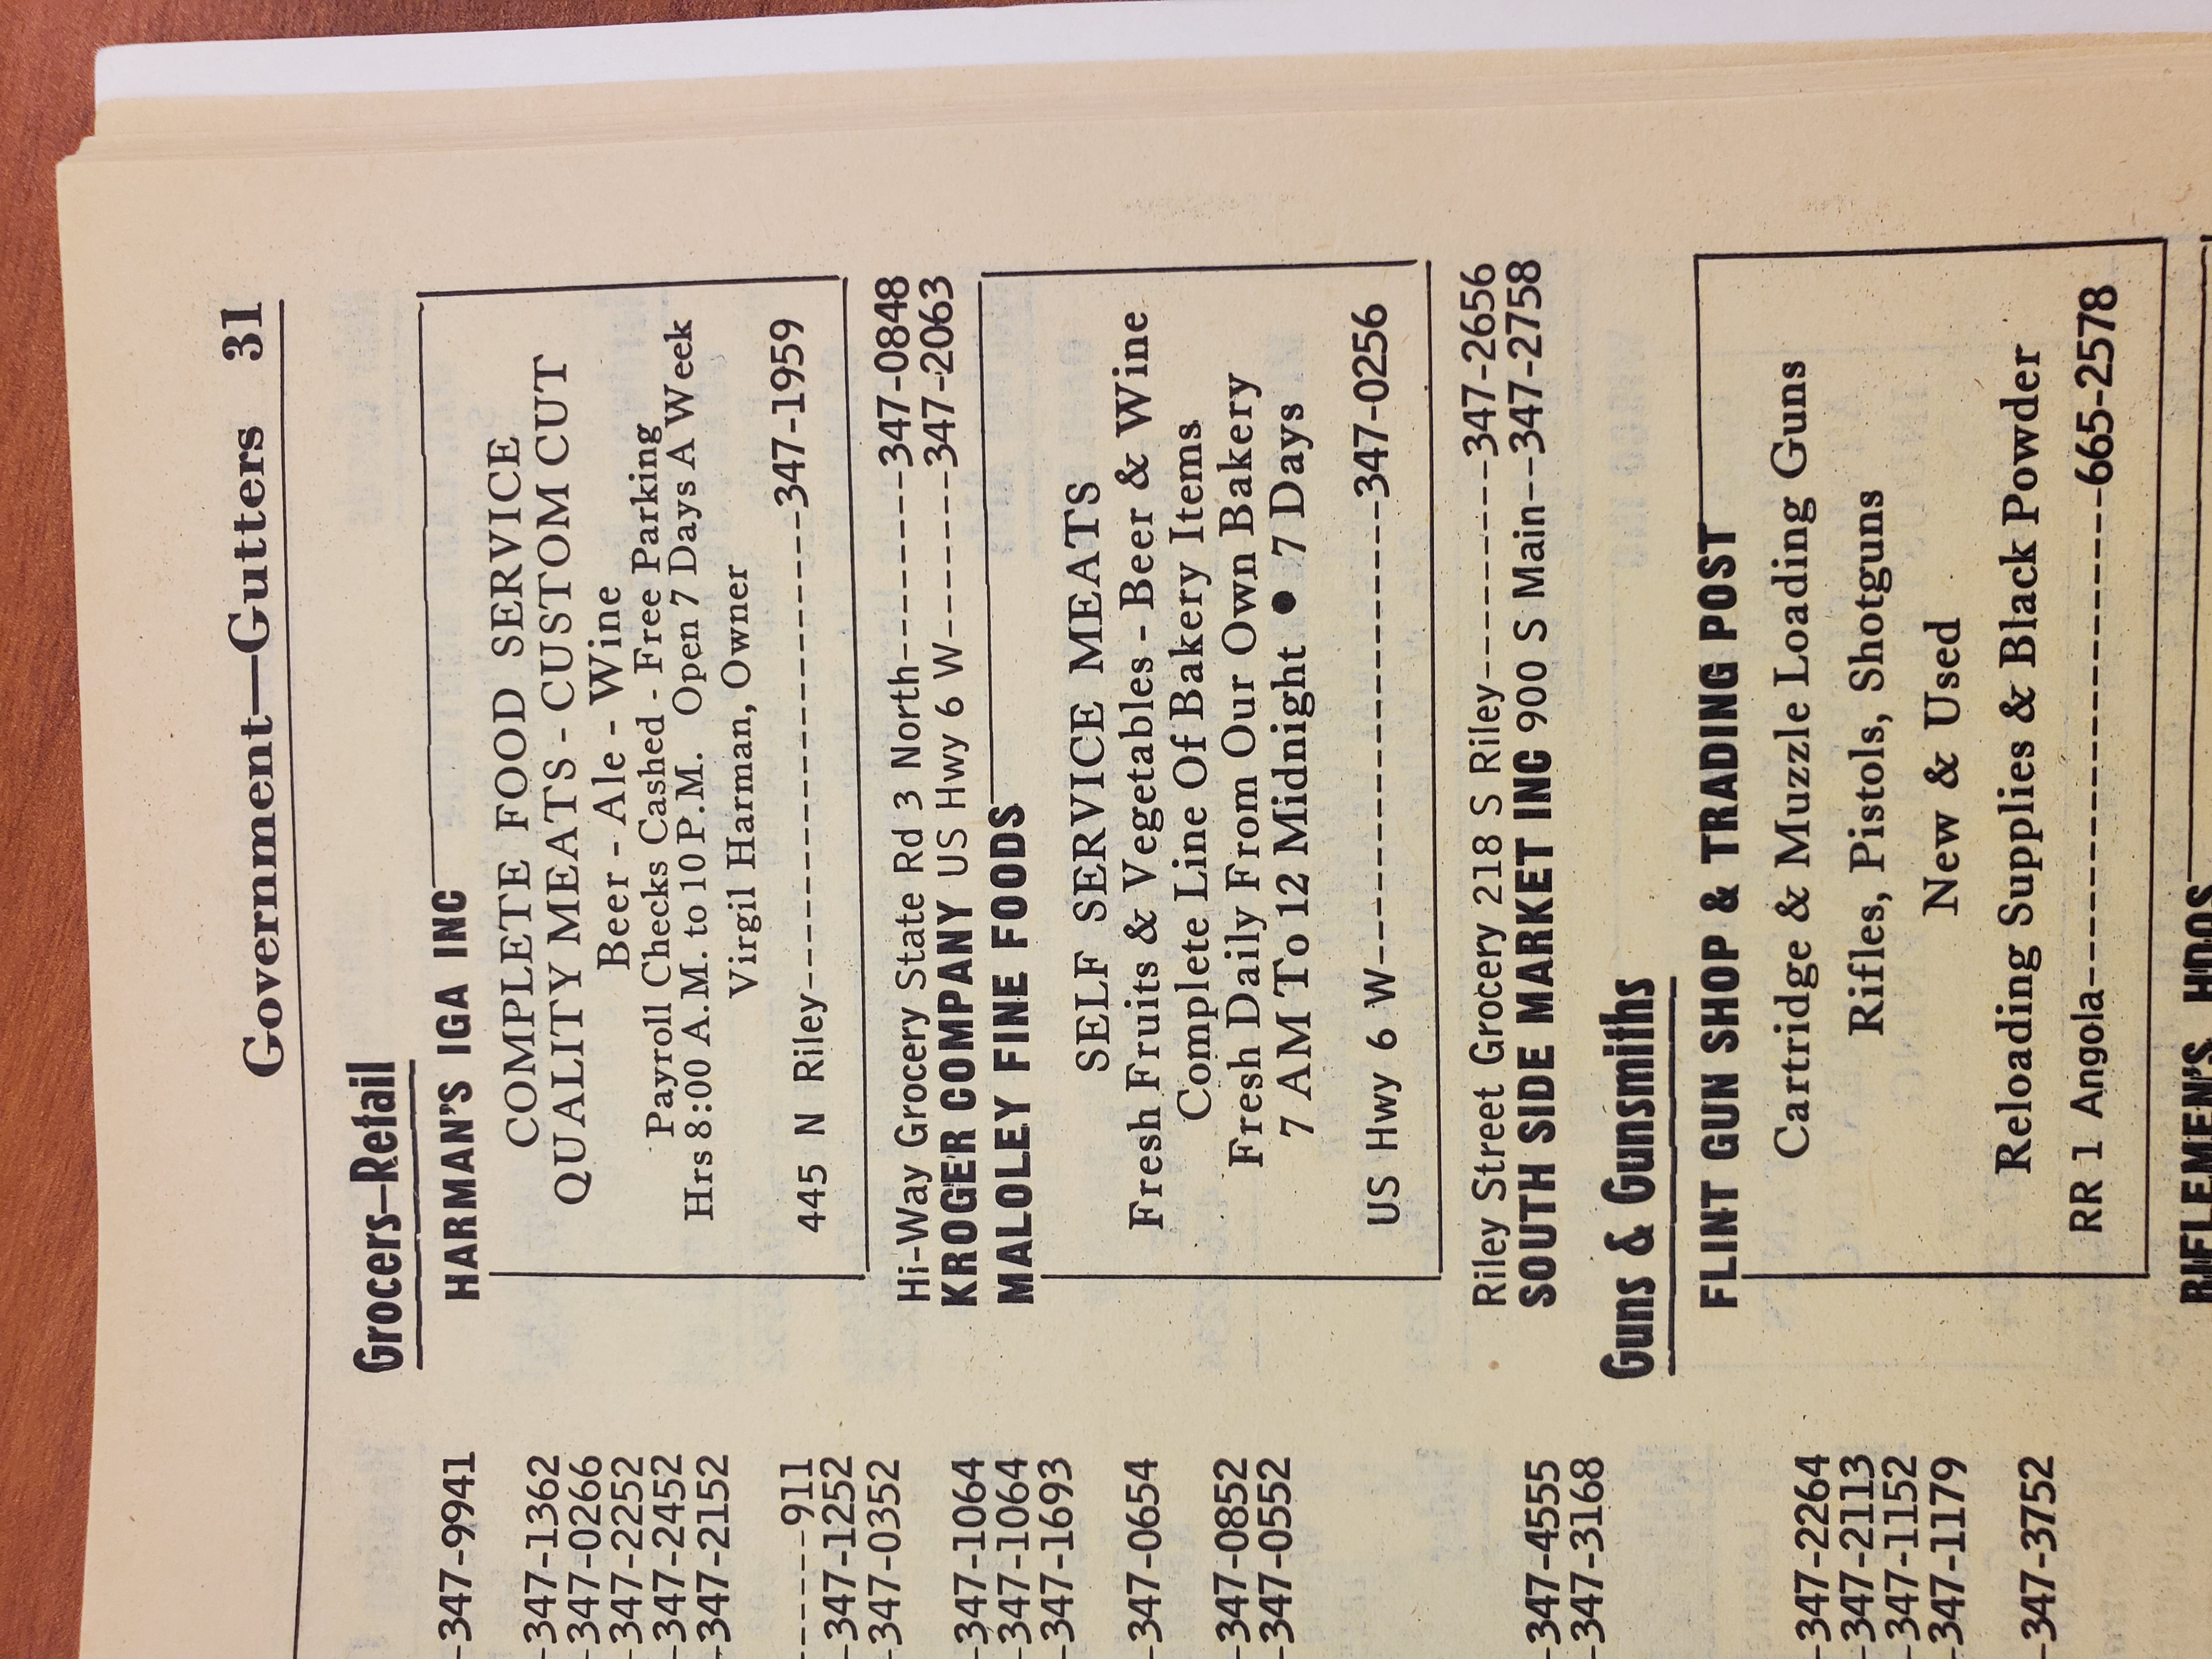 Government—Gutters 31
-347-9941
-347-1362
-347-0266
-347-2252
-347-2452
-347-2152
-----911
-347-1252
-347-0352
-347-1064
-347-1064
-347-1693
-347-0654
-347-0852
-347-0552
-347-4555
-347-3168
-347-2264
-347-2113
-347-1152
-347-1179
-347-3752
Grocers—Retail
HARMAN'S IGA INC
COMPLETE FOOD SERVICE
QUALITY MEATS - CUSTOM CUT
Beer - Ale - Wine
Payroll Checks Cashed - Free Parking
Hrs 8:00 A.M. to 10 P.M. Open 7 Days A Week
Virgil Harman, Owner
445 N Riley--------------------347-1959
Hi-Way Grocery State Rd 3 North---------347-0848
KROGER COMPANY US Hwy 6 W-------347-2063
MALOLEY FINE FOODS
SELF SERVICE MEATS
Fresh Fruits & Vegetables - Beer & Wine
Complete Line Of Bakery Items
Fresh Daily From Our Own Bakery
7 AM To 12 Midnight ● 7 Days
US Hwy 6 W--------------------347-0256
Riley Street Grocery 218 S Riley---------347-2656
SOUTH SIDE MARKET INC 900 S Main--347-2758
Guns & Gunsmiths
FLINT GUN SHOP & TRADING POST
Cartridge & Muzzle Loading Guns
Rifles, Pistols, Shotguns
New & Used
Reloading Supplies & Black Powder
RR 1 Angola---------------------665-2578
RIFLEMEN'S HDQS